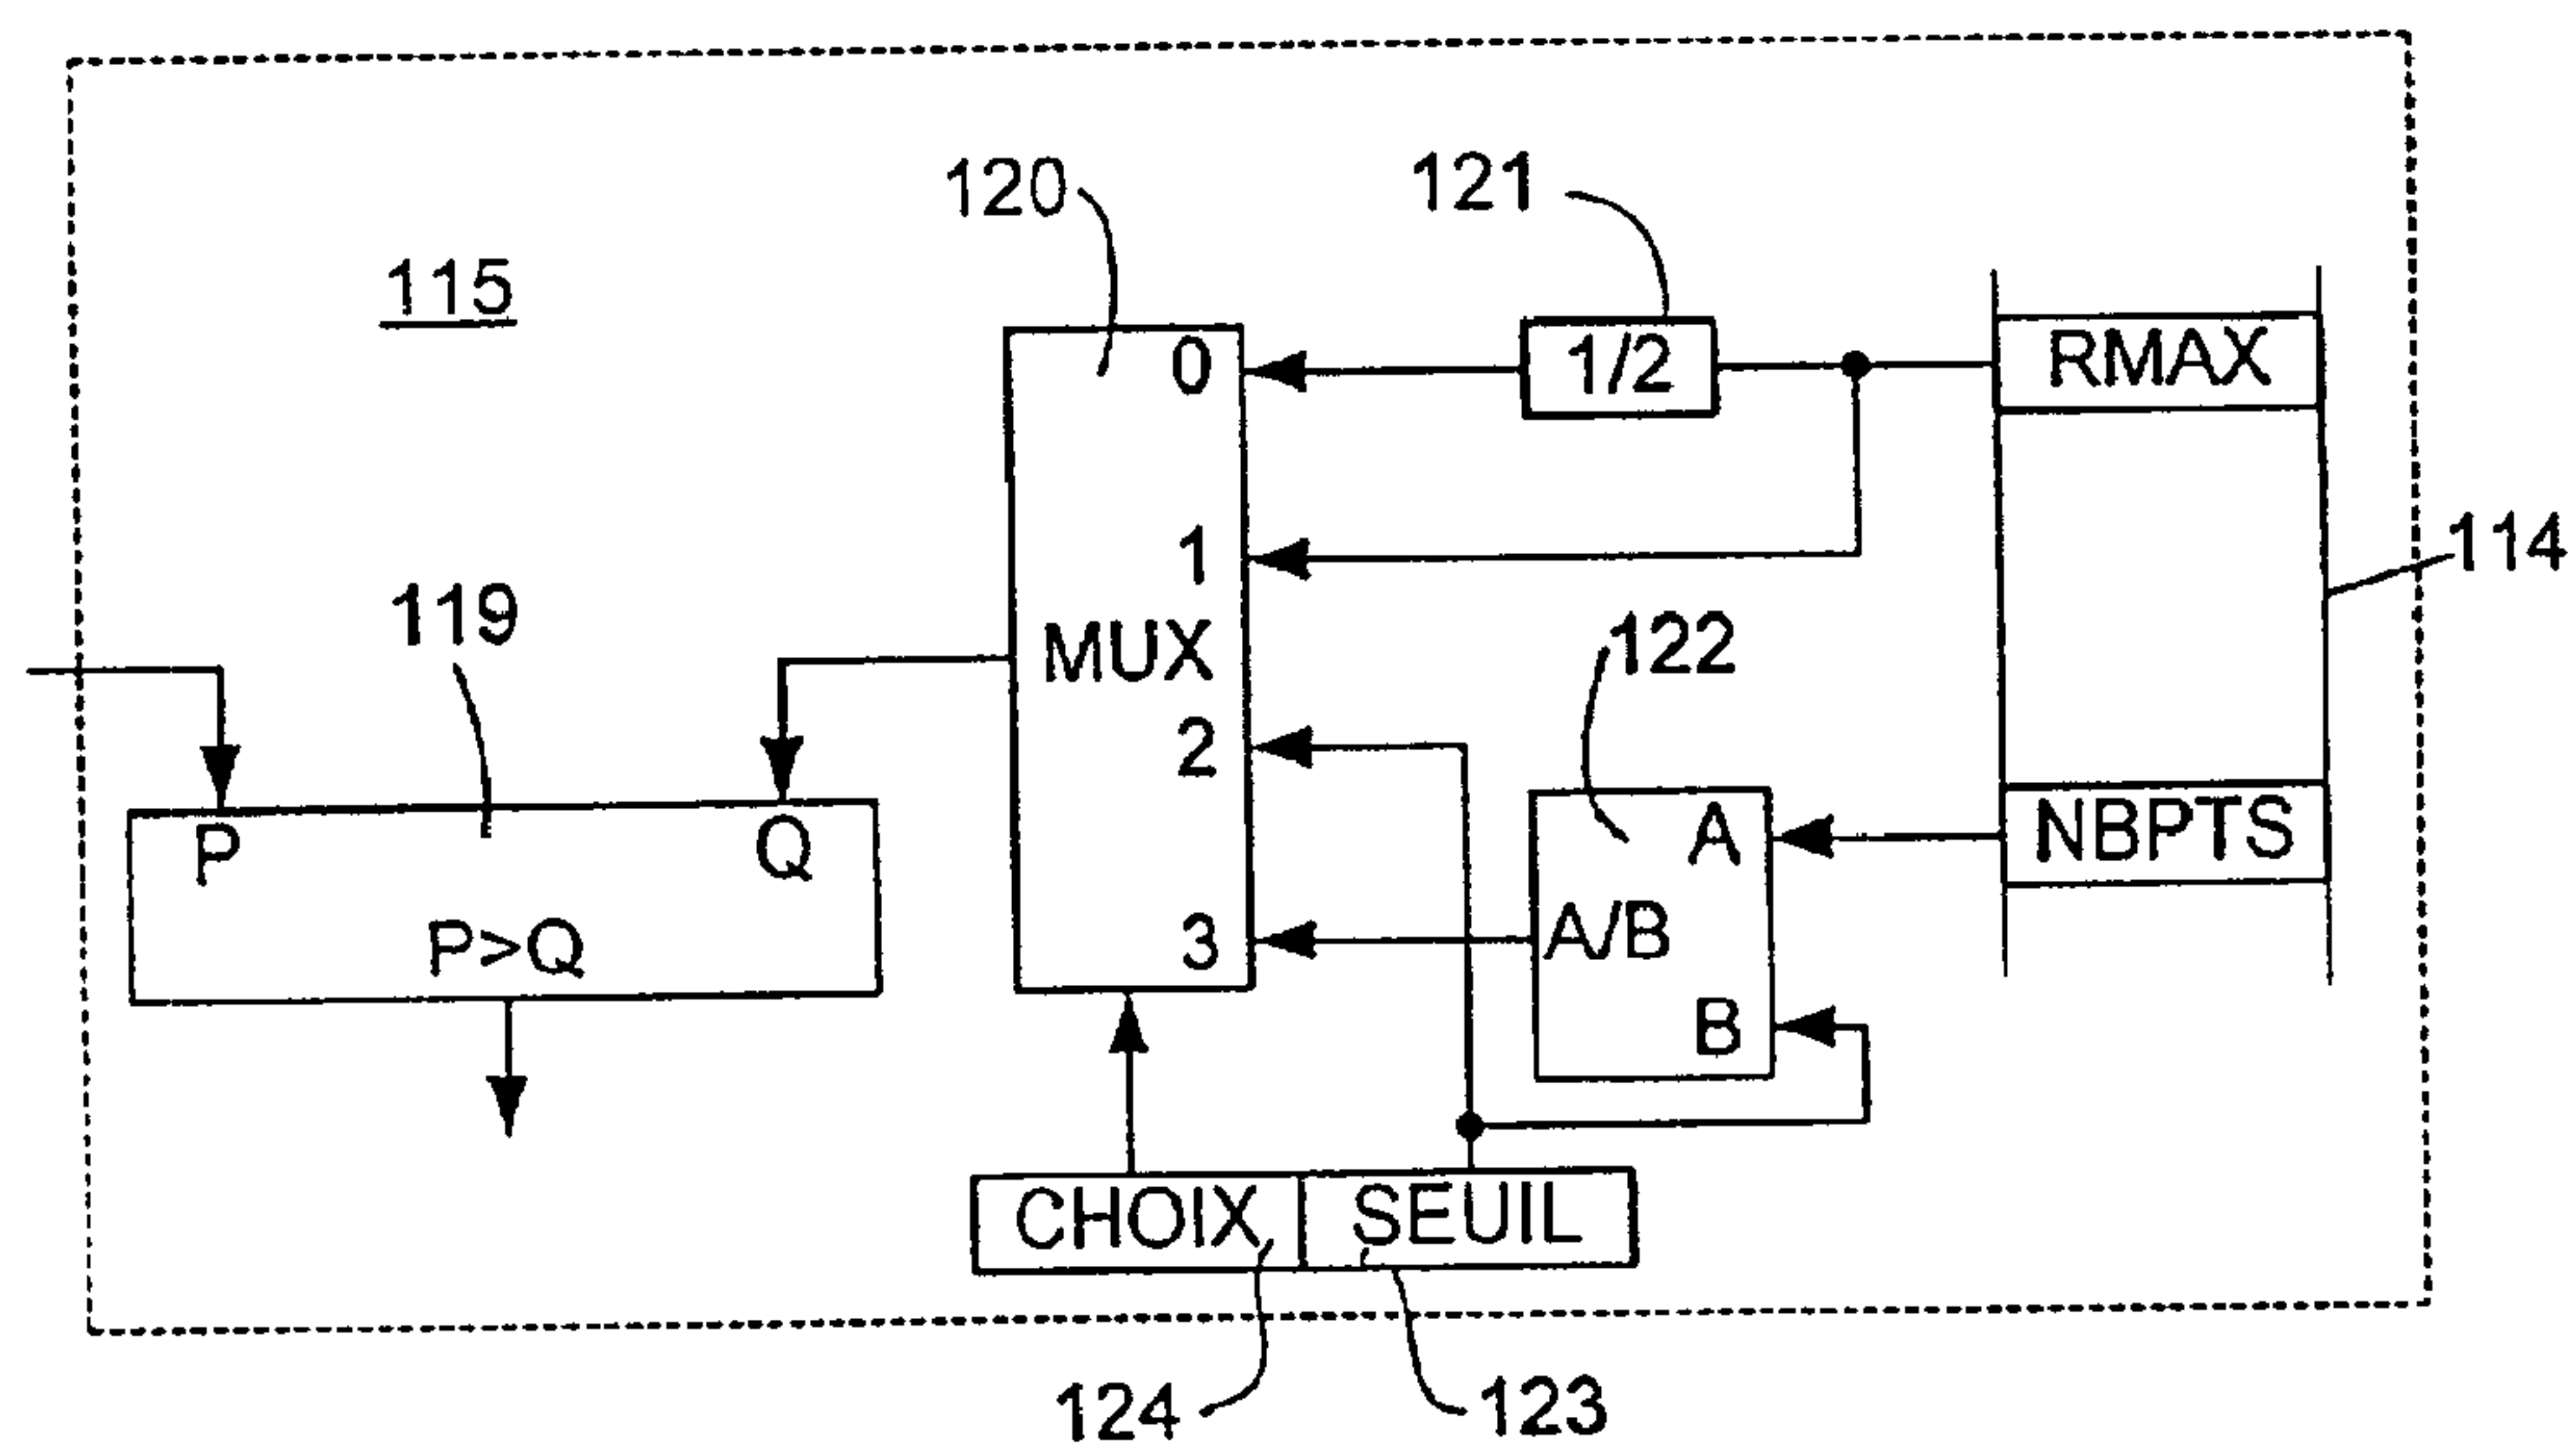 120
121
115
0
1/2
RMAX
1
114
119
MUX
122
2
P
Q
A
NBPTS
P>Q
3
A/B
B
CHOIX
SEUIL
124
123